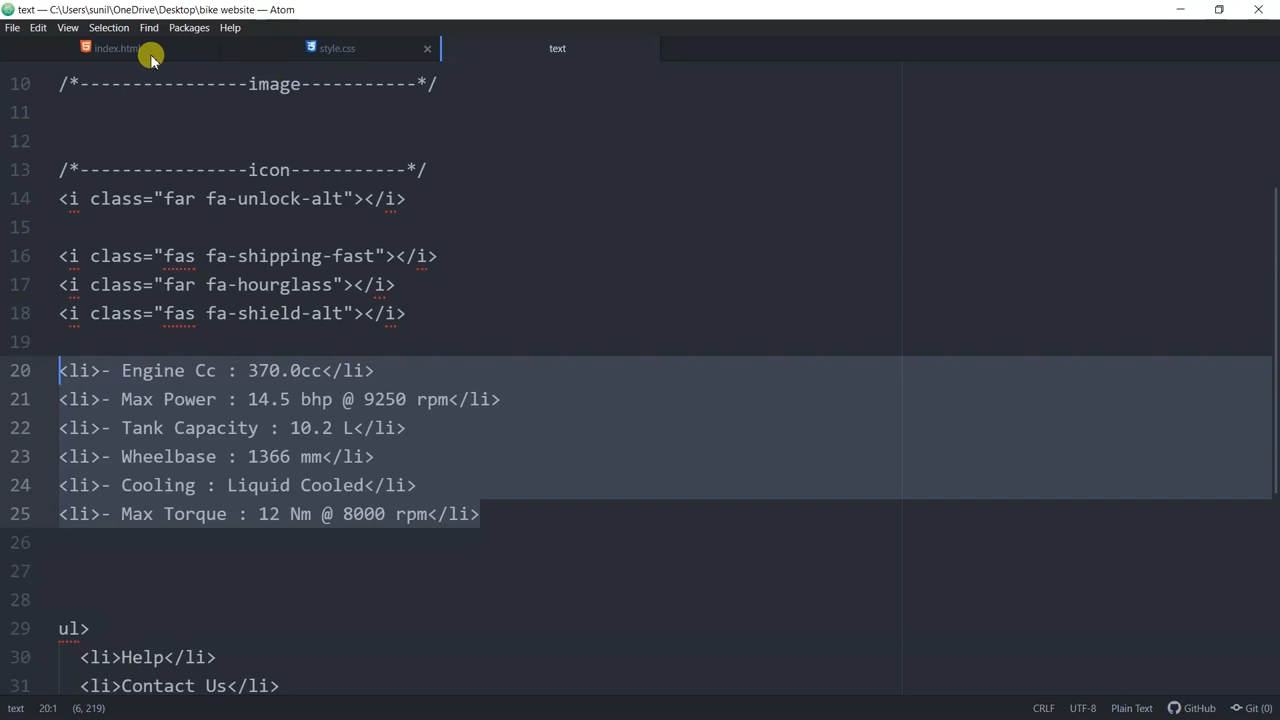 text — C:\Users\sunil\OneDrive\Desktop\bike website — Atom
File Edit View Selection Find Packages Help
index.html style.css text
10 /*----------------image-----------*/
11
12
13 /*----------------icon-----------*/
14 <i class="far fa-unlock-alt"></i>
15
16 <i class="fas fa-shipping-fast"></i>
17 <i class="far fa-hourglass"></i>
18 <i class="fas fa-shield-alt"></i>
19
20 <li>- Engine Cc : 370.0cc</li>
21 <li>- Max Power : 14.5 bhp @ 9250 rpm</li>
22 <li>- Tank Capacity : 10.2 L</li>
23 <li>- Wheelbase : 1366 mm</li>
24 <li>- Cooling : Liquid Cooled</li>
25 <li>- Max Torque : 12 Nm @ 8000 rpm</li>
26
27
28
29 ul>
30 <li>Help</li>
31 <li>Contact Us</li>
text 20:1 (6, 219) CRLF UTF-8 Plain Text GitHub Git (0)